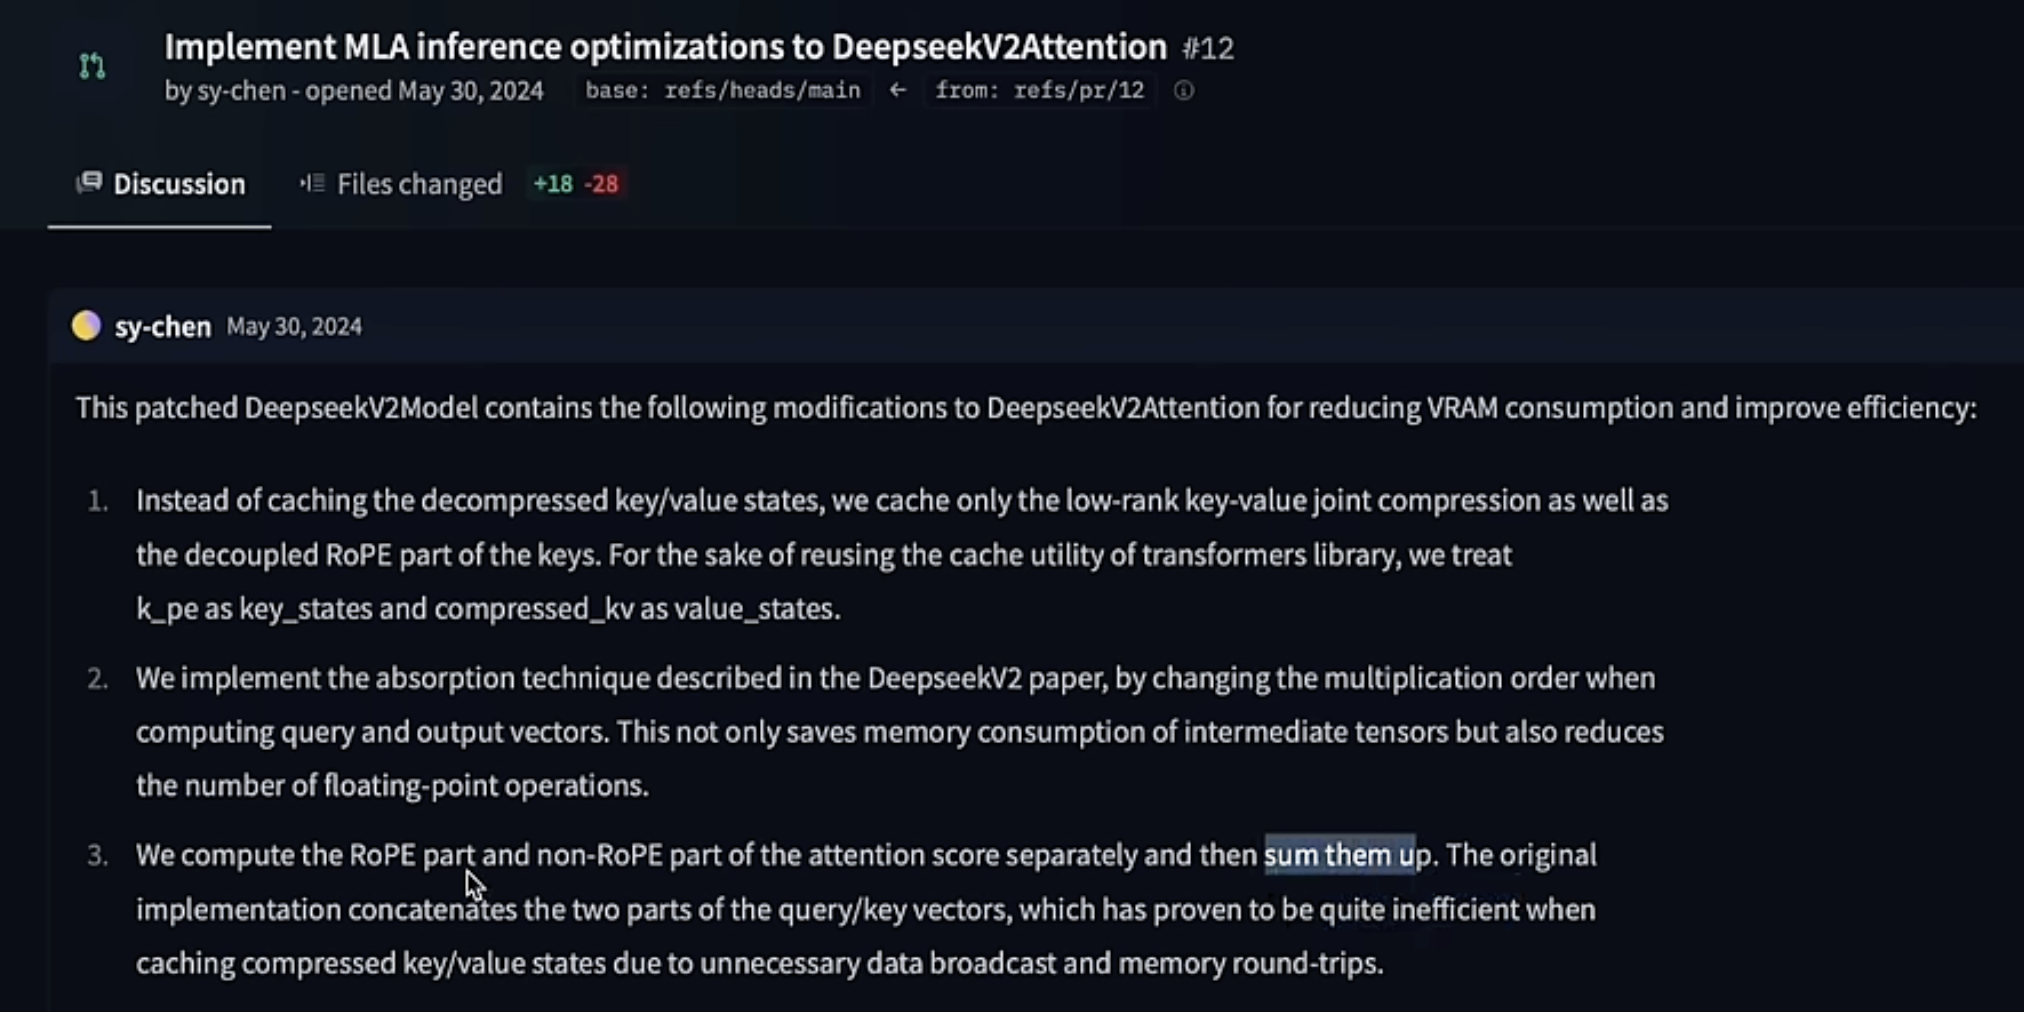 Implement MLA inference optimizations to DeepseekV2Attention #12
by sy-chen - opened May 30, 2024 base: refs/heads/main ← from: refs/pr/12
Discussion Files changed +18 -28
sy-chen May 30, 2024
This patched DeepseekV2Model contains the following modifications to DeepseekV2Attention for reducing VRAM consumption and improve efficiency:
1. Instead of caching the decompressed key/value states, we cache only the low-rank key-value joint compression as well as
the decoupled RoPE part of the keys. For the sake of reusing the cache utility of transformers library, we treat
k_pe as key_states and compressed_kv as value_states.
2. We implement the absorption technique described in the DeepseekV2 paper, by changing the multiplication order when
computing query and output vectors. This not only saves memory consumption of intermediate tensors but also reduces
the number of floating-point operations.
3. We compute the RoPE part and non-RoPE part of the attention score separately and then sum them up. The original
implementation concatenates the two parts of the query/key vectors, which has proven to be quite inefficient when
caching compressed key/value states due to unnecessary data broadcast and memory round-trips.